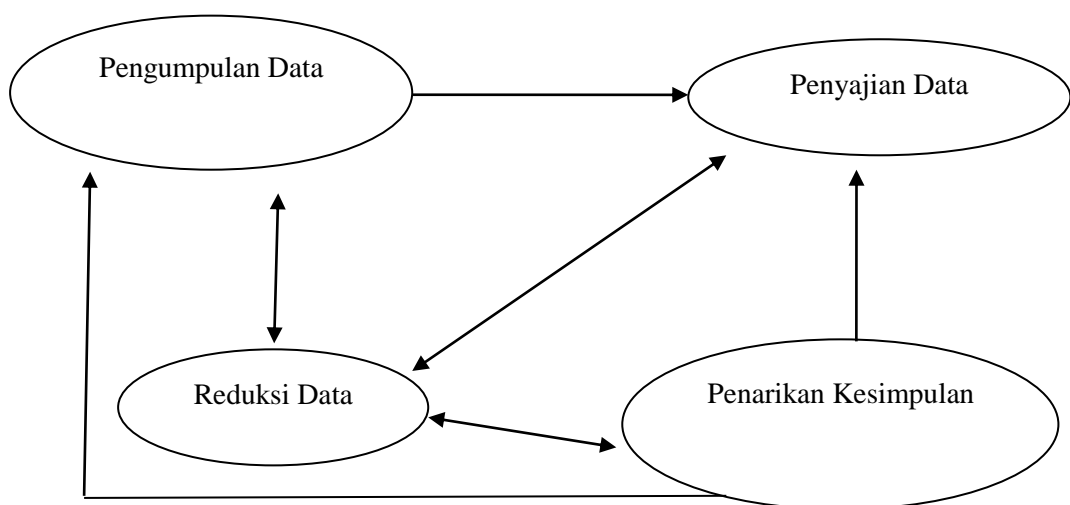 Pengumpulan Data
Penyajian Data
Reduksi Data
Penarikan Kesimpulan